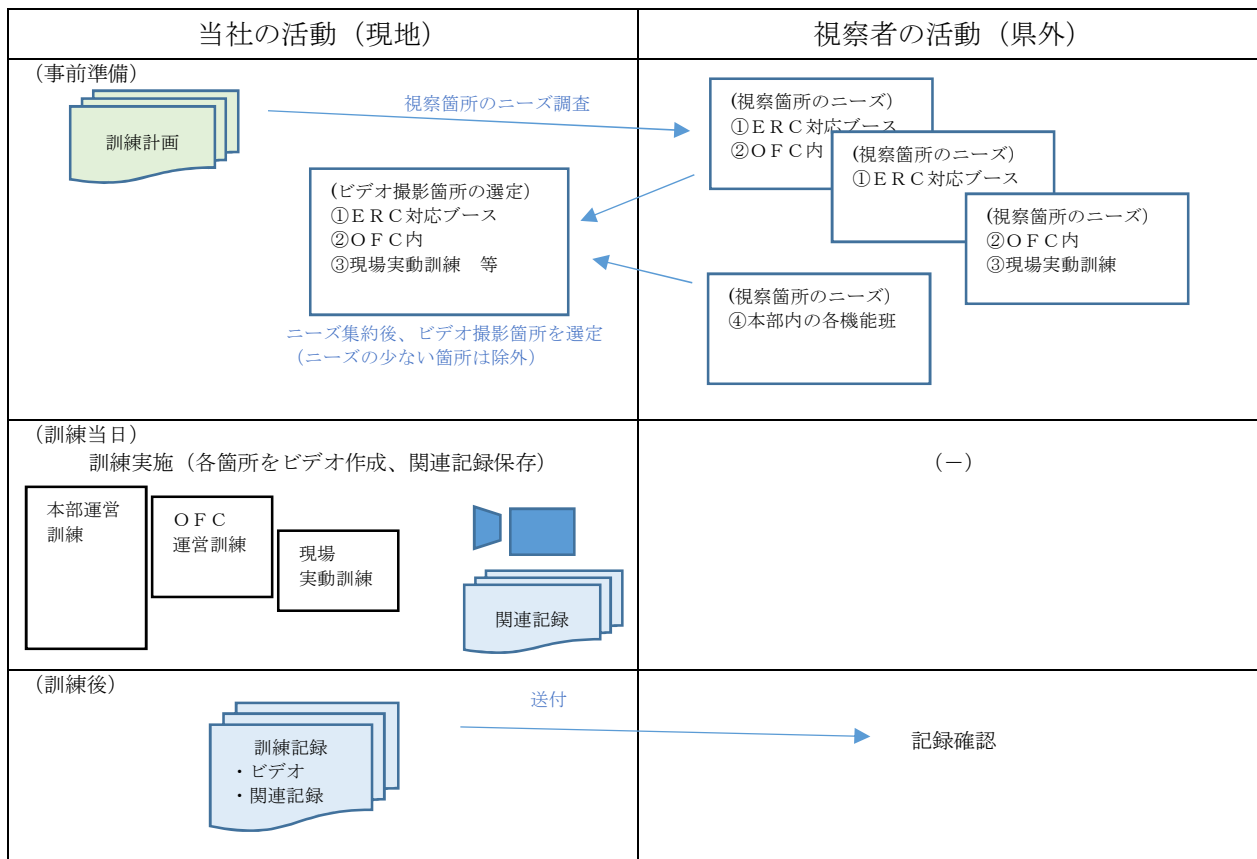 当社の活動（現地）
視察者の活動（県外）
（事前準備）
訓練計画
視察箇所のニーズ調査
(視察箇所のニーズ）
①ＥＲＣ対応ブース
②ＯＦＣ内
(視察箇所のニーズ）
①ＥＲＣ対応ブース
(視察箇所のニーズ）
②ＯＦＣ内
③現場実動訓練
(ビデオ撮影箇所の選定）
①ＥＲＣ対応ブース
②ＯＦＣ内
③現場実動訓練　等
(視察箇所のニーズ）
④本部内の各機能班
ニーズ集約後、ビデオ撮影箇所を選定
（ニーズの少ない箇所は除外）
（訓練当日）
訓練実施（各箇所をビデオ作成、関連記録保存）
（－）
本部運営
訓練
ＯＦＣ
運営訓練
現場
実動訓練
関連記録
（訓練後）
送付
訓練記録
・ビデオ
・関連記録
記録確認